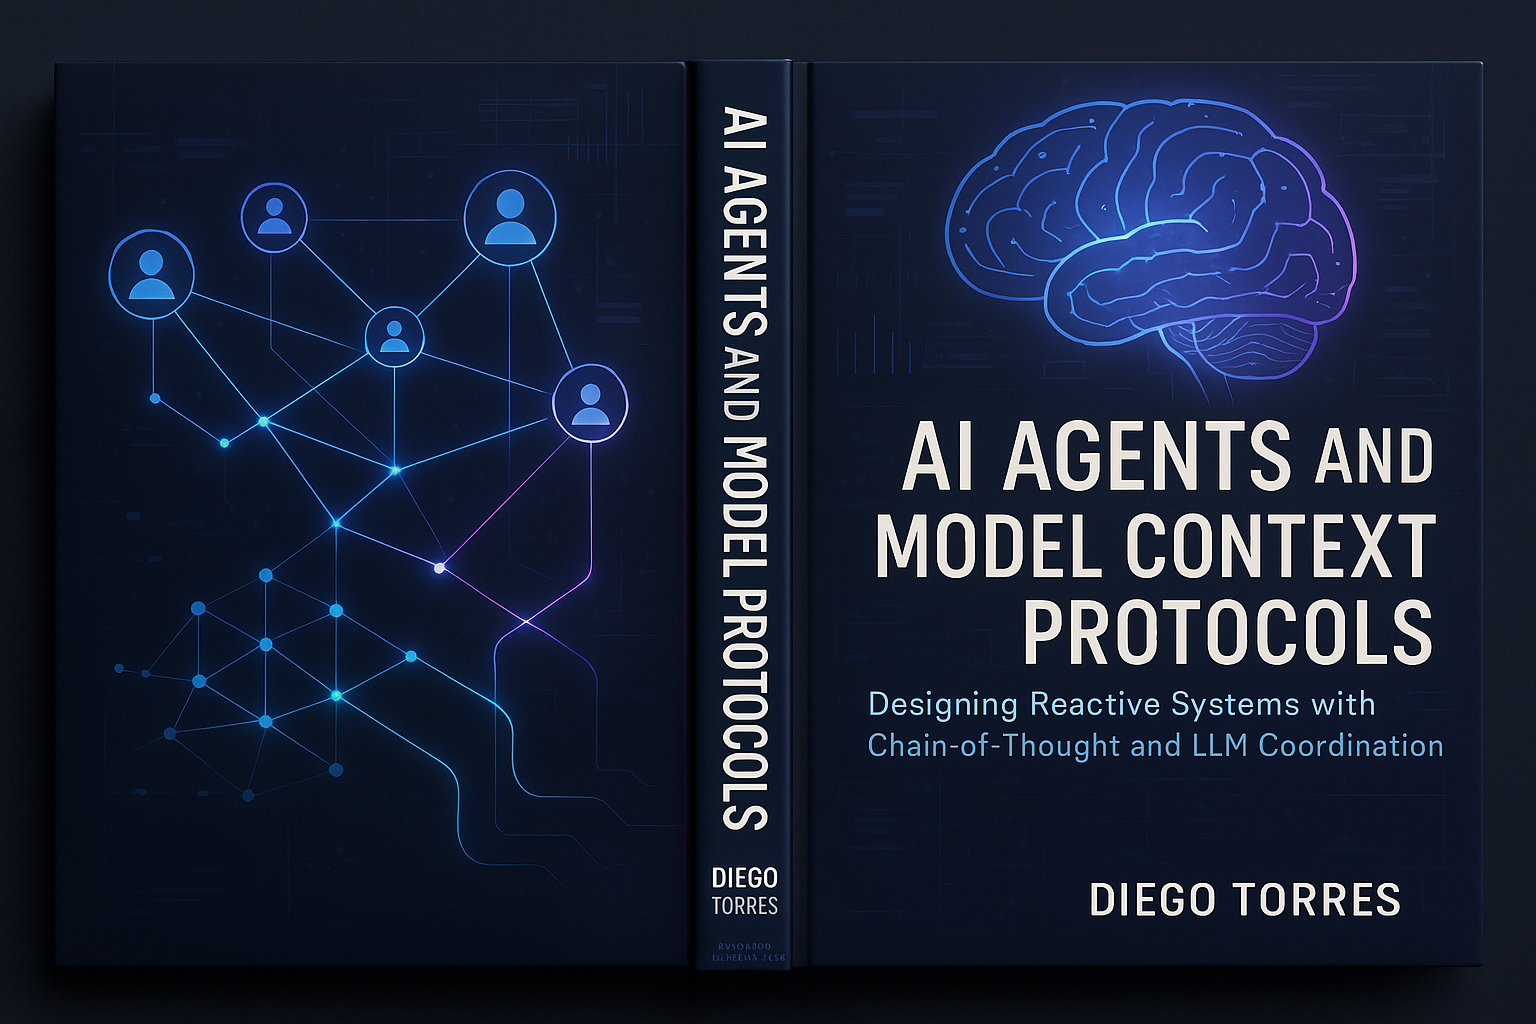 AI AGENTS AND MODEL PROTOCOLS
DIEGO
TORRES
AI AGENTS AND
MODEL CONTEXT
PROTOCOLS
Designing Reactive Systems with
Chain-of-Thought and LLM Coordination
DIEGO TORRES